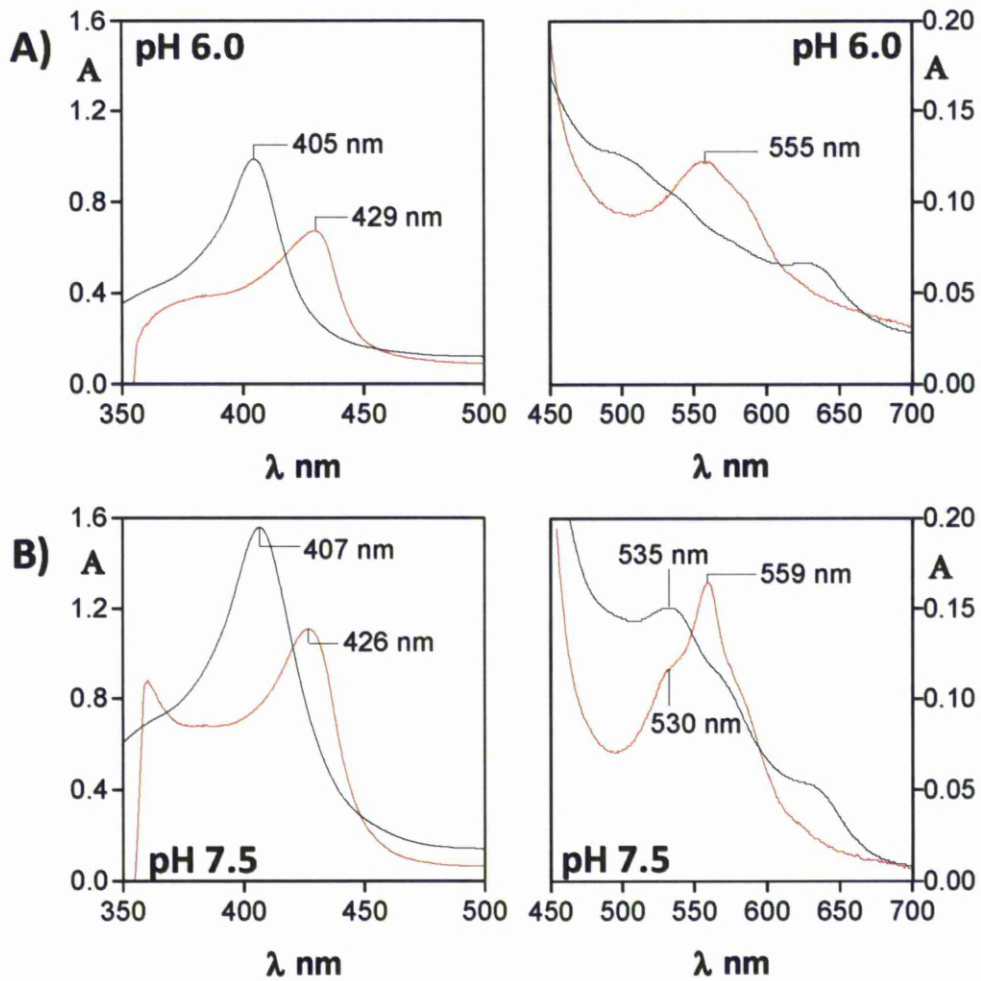 A) pH 6.0 pH 6.0
1.6 A 0.20 A
1.2 0.15
0.8 0.10
0.4 0.05
0.0 0.00
405 nm
429 nm
555 nm
350 400 450 500 450 500 550 600 650 700
λ nm λ nm
B) A A
1.6 0.20
1.2 0.15
0.8 0.10
0.4 0.05
0.0 0.00
407 nm
426 nm
535 nm
559 nm
530 nm
pH 7.5 pH 7.5
350 400 450 500 450 500 550 600 650 700
λ nm λ nm